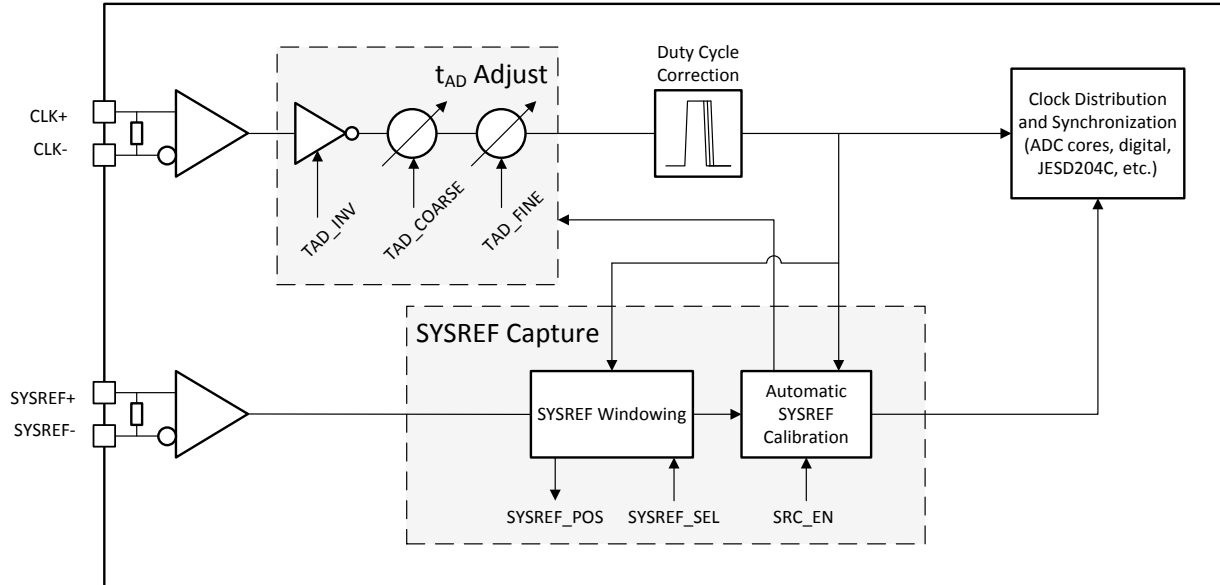 t_AD Adjust
Duty Cycle
Correction
Clock Distribution
and Synchronization
(ADC cores, digital,
JESD204C, etc.)
CLK+
CLK-
TAD_INV
TAD_COARSE
TAD_FINE
SYSREF Capture
SYSREF+
SYSREF-
SYSREF Windowing
Automatic
SYSREF
Calibration
SYSREF_POS
SYSREF_SEL
SRC_EN